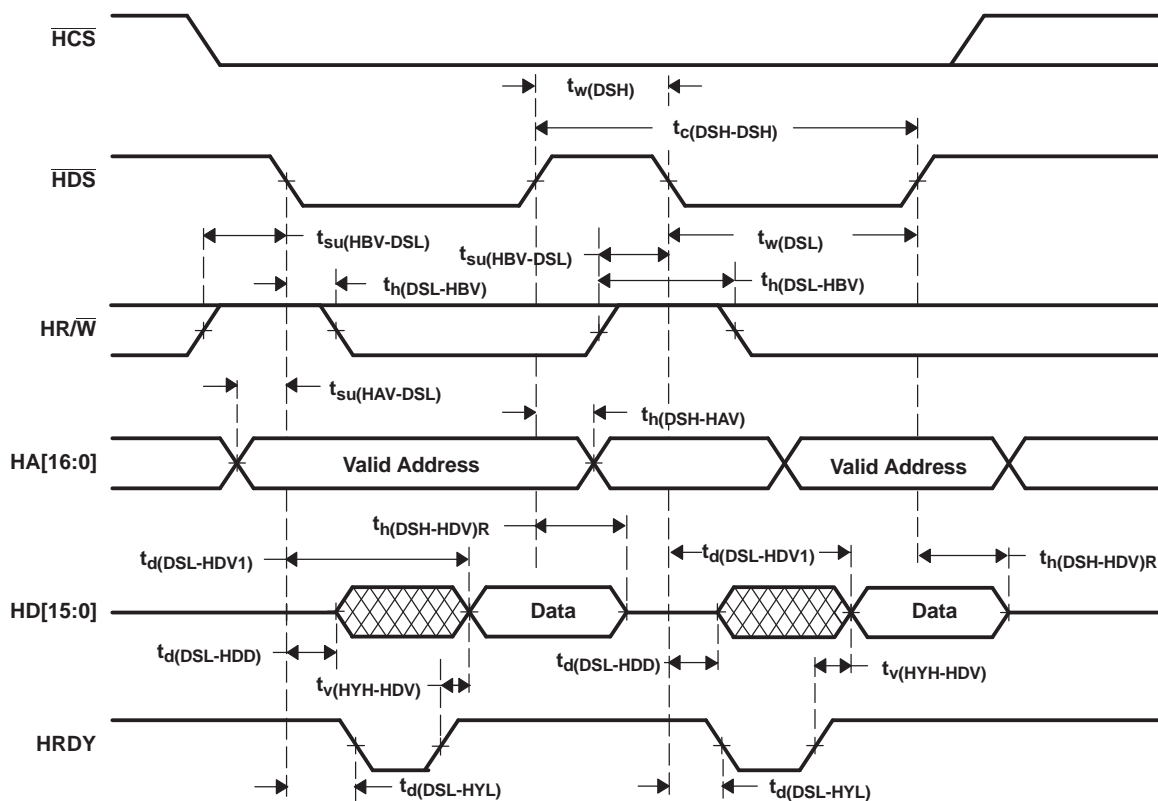 HCS
tw(DSH)
tc(DSH-DSH)
HDS
tsu(HBV-DSL)
tsu(HBV-DSL)
tw(DSL)
th(DSL-HBV)
th(DSL-HBV)
HR/W
tsu(HAV-DSL)
th(DSH-HAV)
HA[16:0]
Valid Address
Valid Address
th(DSH-HDV)R
td(DSL-HDV1)
td(DSL-HDV1)
th(DSH-HDV)R
HD[15:0]
Data
Data
td(DSL-HDD)
td(DSL-HDD)
tv(HYH-HDV)
tv(HYH-HDV)
HRDY
td(DSL-HYL)
td(DSL-HYL)